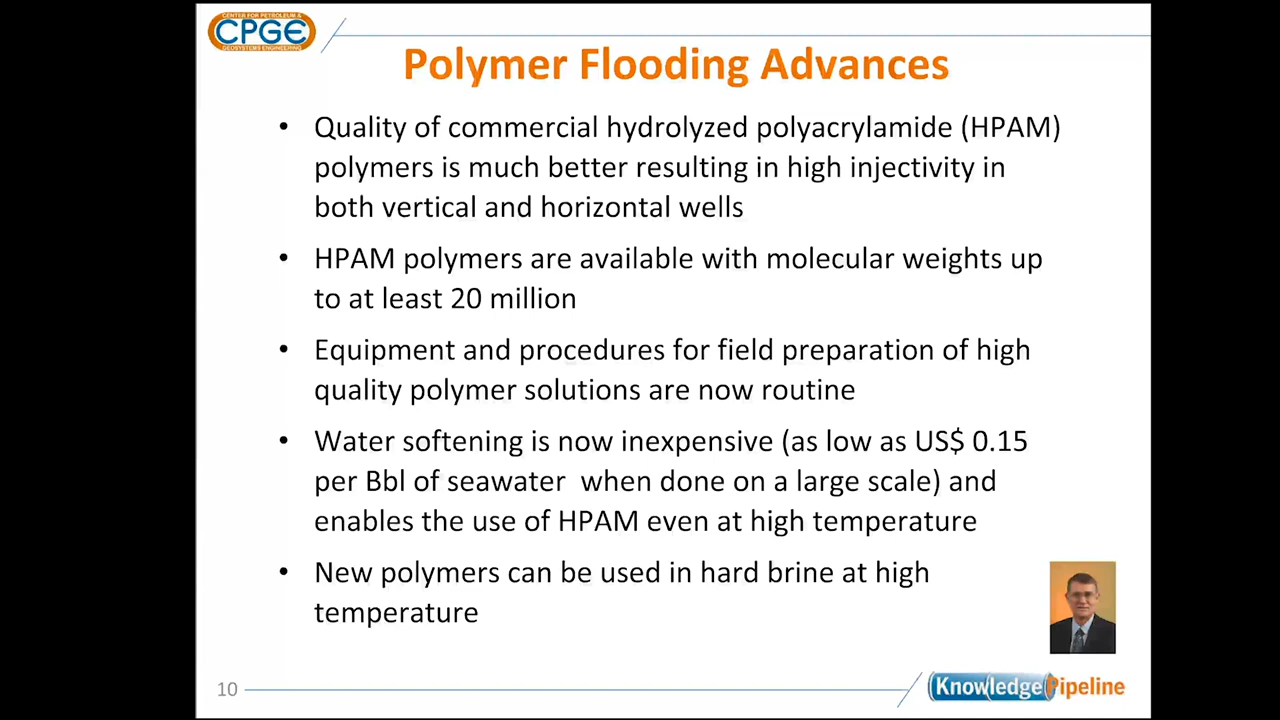 CENTER FOR PETROLEUM &
CPGE
GEOSYSTEMS ENGINEERING
Polymer Flooding Advances
• Quality of commercial hydrolyzed polyacrylamide (HPAM)
polymers is much better resulting in high injectivity in
both vertical and horizontal wells
• HPAM polymers are available with molecular weights up
to at least 20 million
• Equipment and procedures for field preparation of high
quality polymer solutions are now routine
• Water softening is now inexpensive (as low as US$ 0.15
per Bbl of seawater when done on a large scale) and
enables the use of HPAM even at high temperature
• New polymers can be used in hard brine at high
temperature
10
Knowledge Pipeline